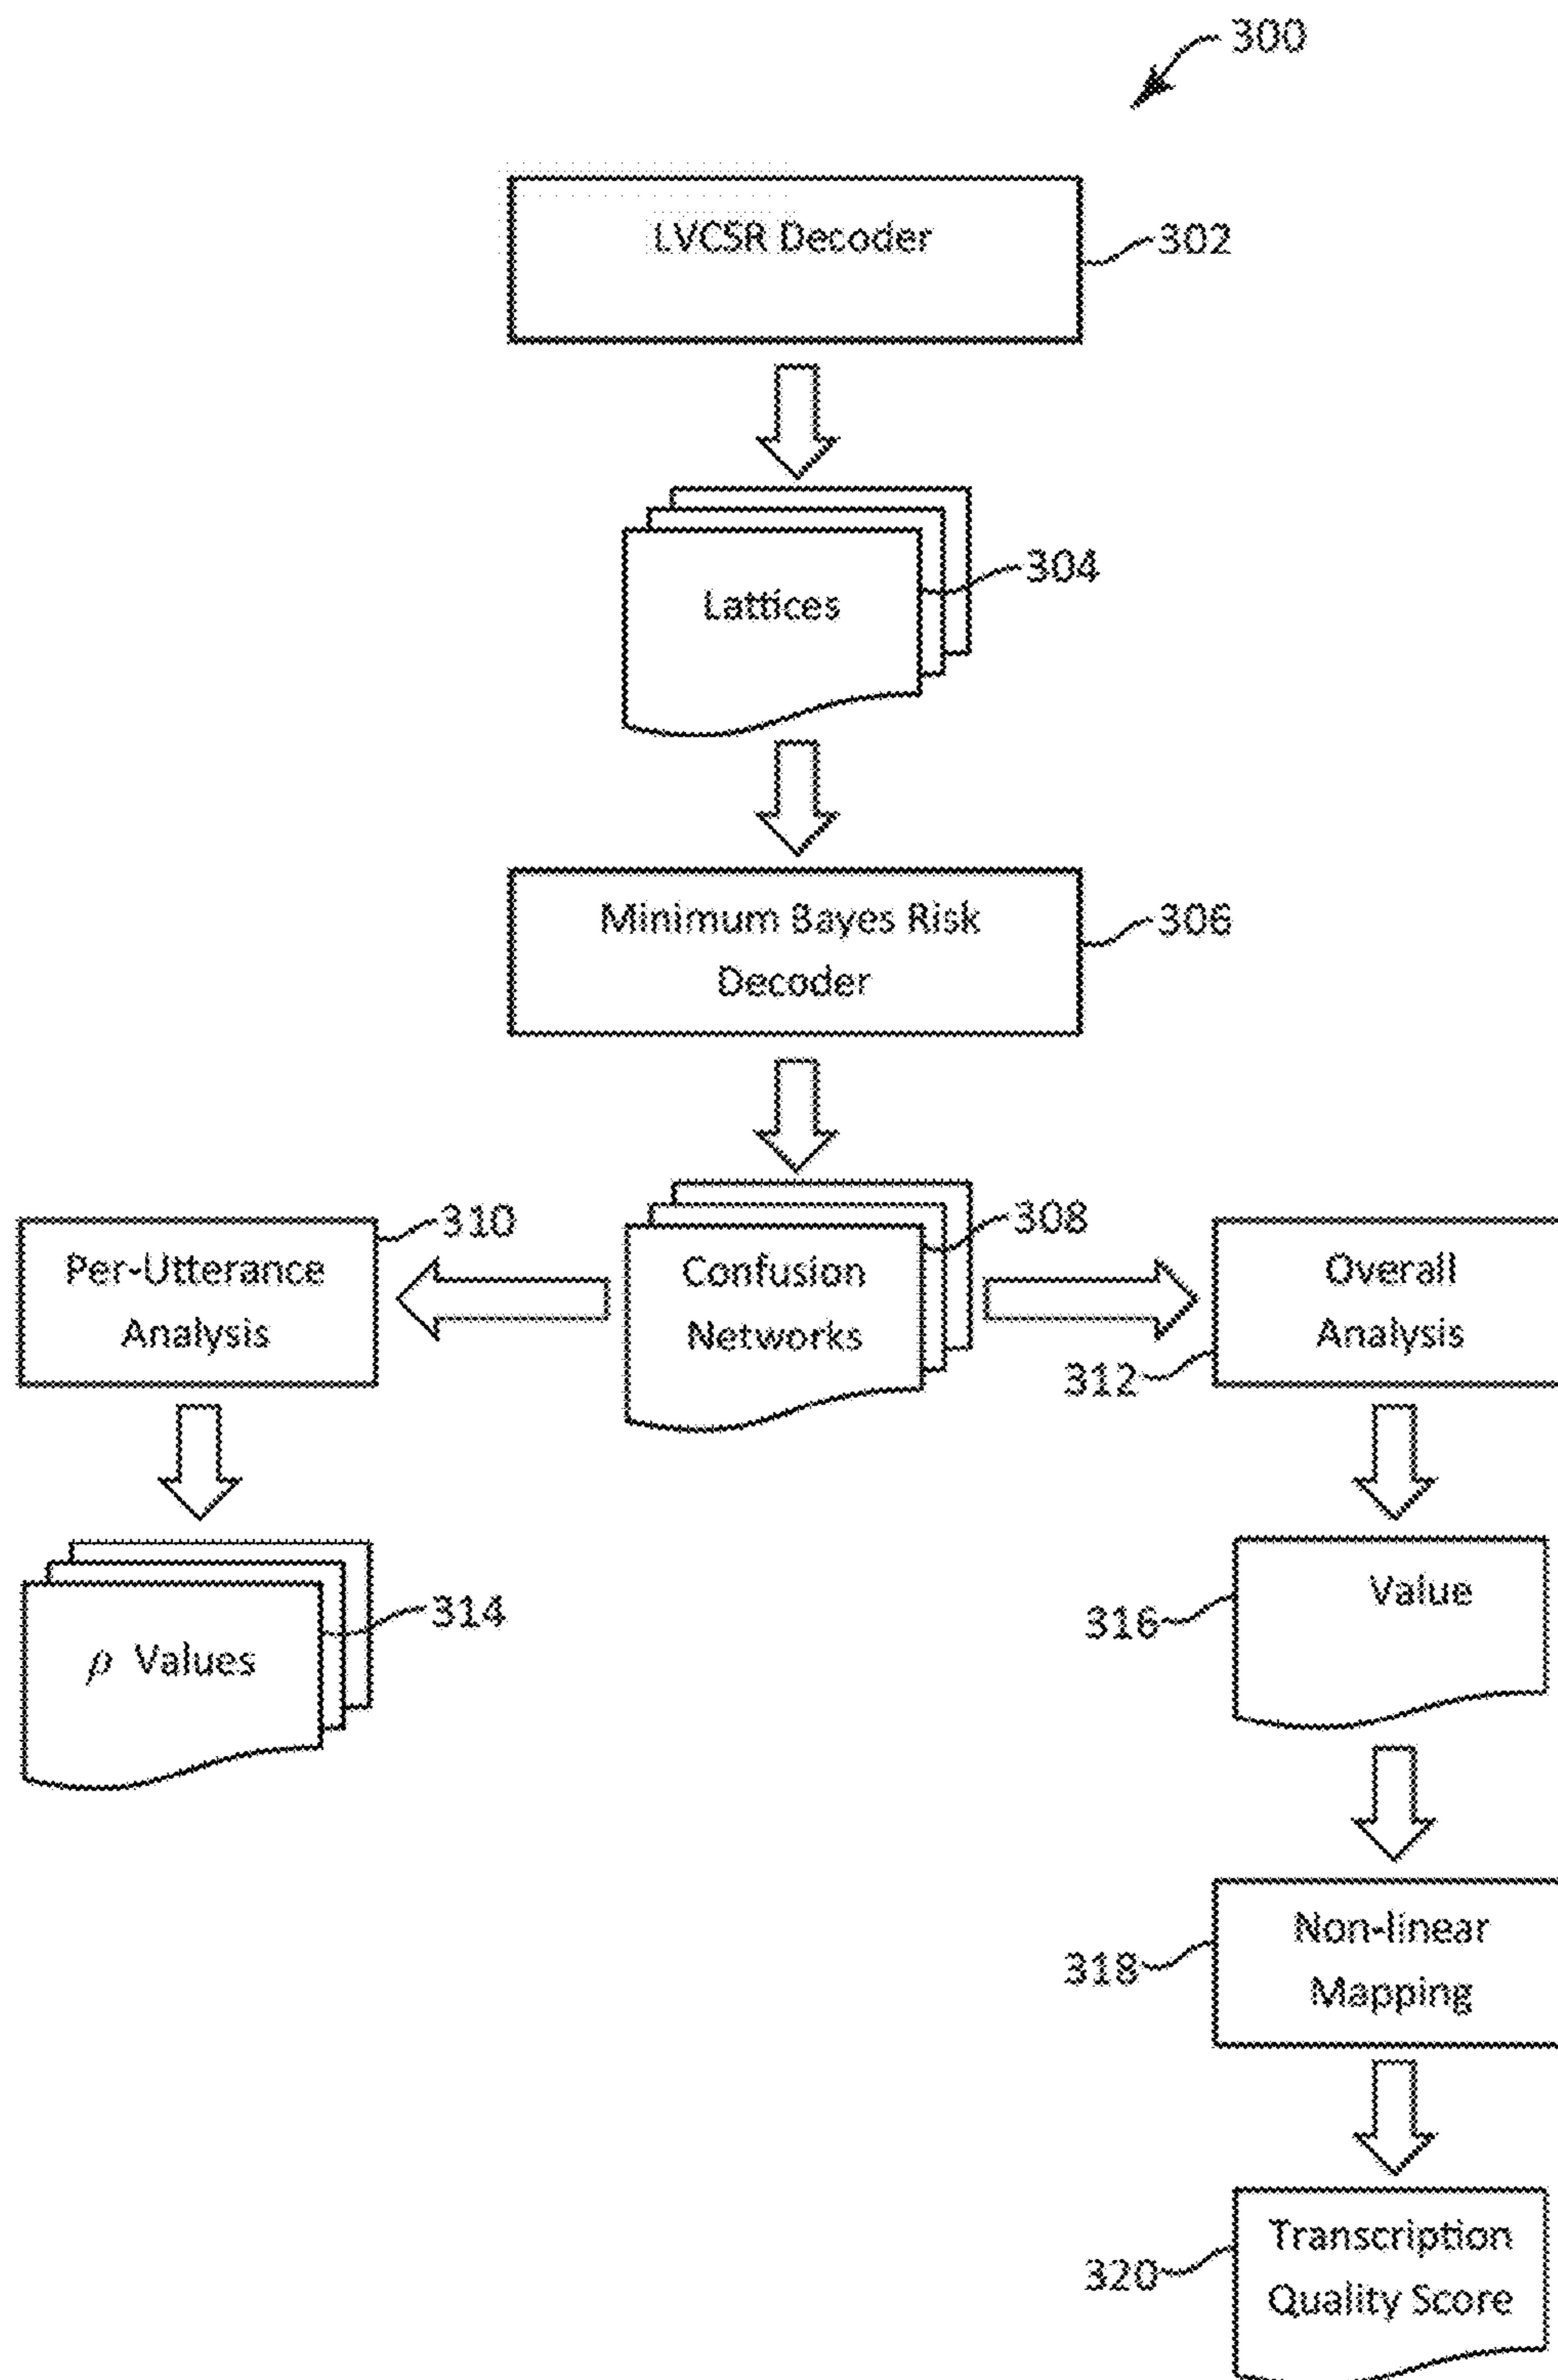 300
LVCSR Decoder
302
Lattices
304
Minimum Bayes Risk
Decoder
306
310
Per-Utterance
Analysis
308
Confusion
Networks
Overall
Analysis
312
314
ρ Values
Value
316
Non-linear
Mapping
318
Transcription
Quality Score
320